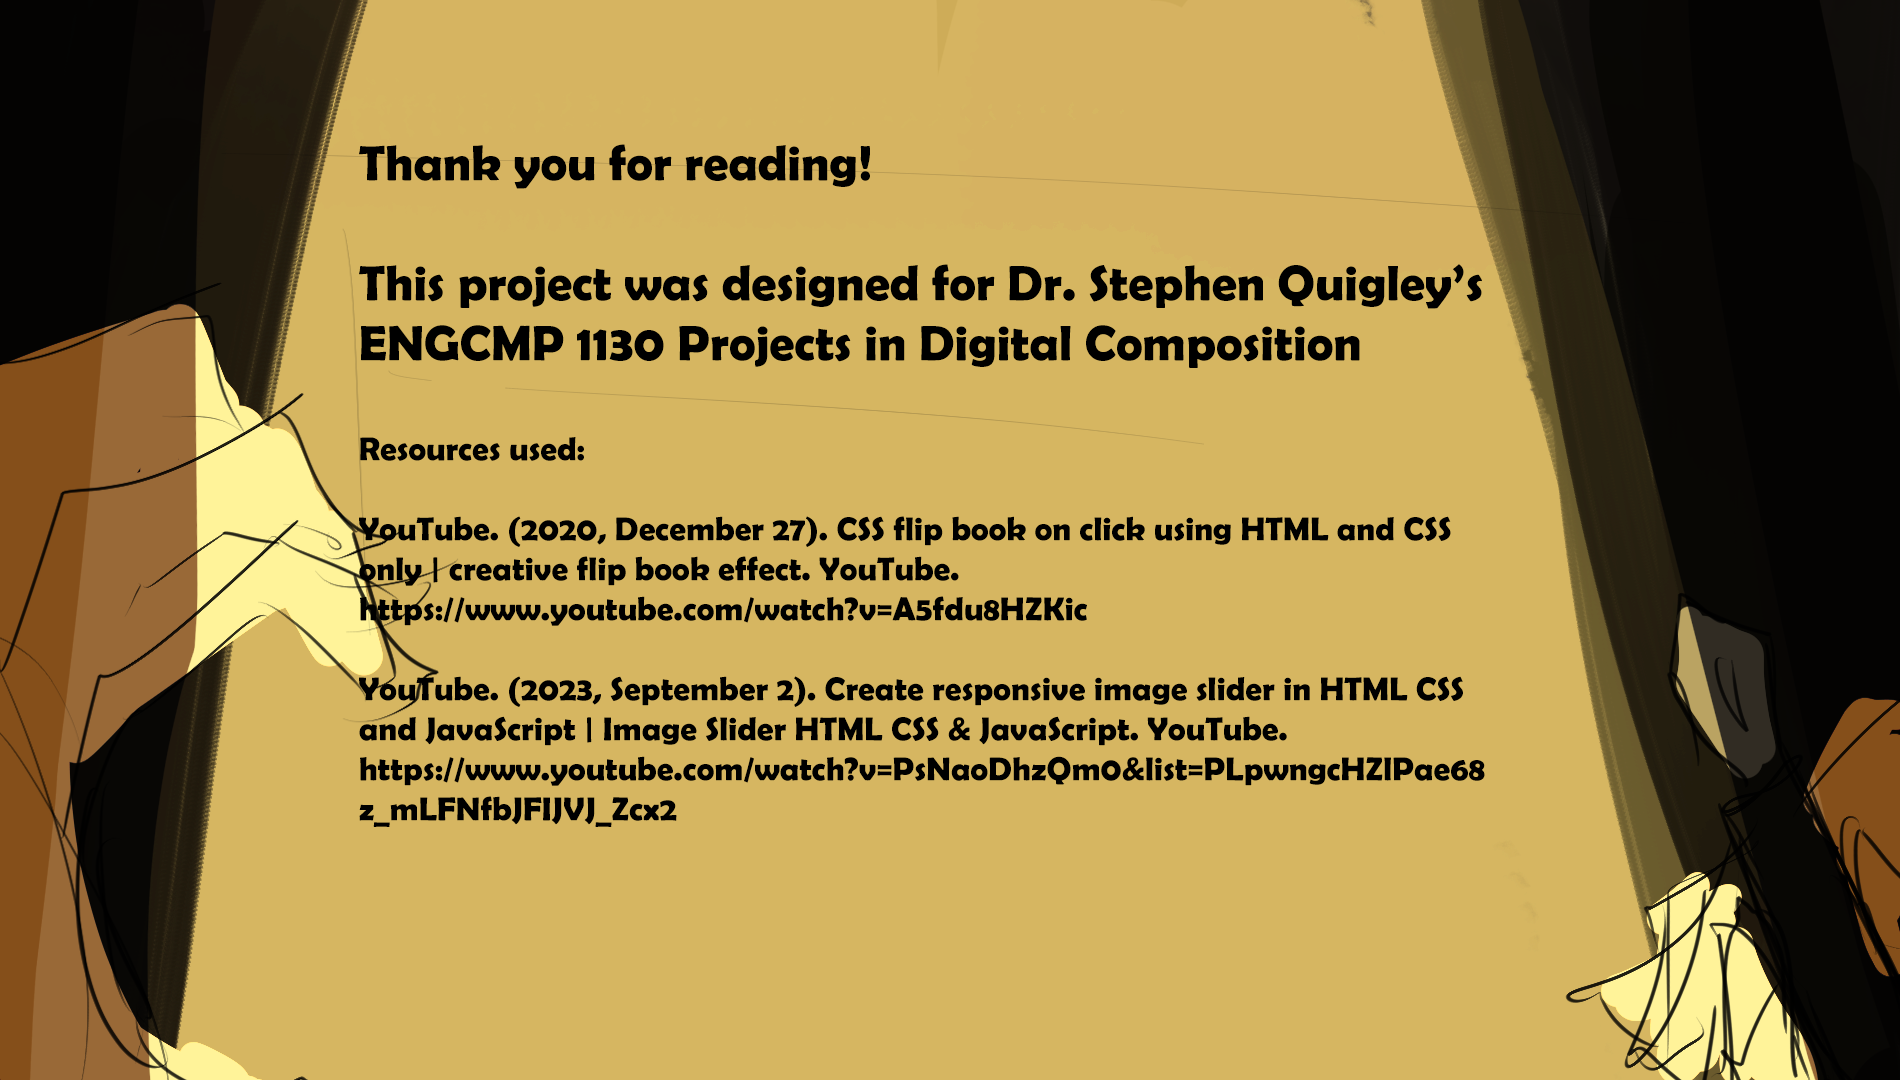 Thank you for reading!
This project was designed for Dr. Stephen Quigley’s
ENGCMP 1130 Projects in Digital Composition
Resources used:
YouTube. (2020, December 27). CSS flip book on click using HTML and CSS
only | creative flip book effect. YouTube.
https://www.youtube.com/watch?v=A5fdu8HZKic
YouTube. (2023, September 2). Create responsive image slider in HTML CSS
and JavaScript | Image Slider HTML CSS & JavaScript. YouTube.
https://www.youtube.com/watch?v=PsNaoDhzQm0&list=PLpwngcHZlPae68
z_mLFNfbJFIJVJ_Zcx2